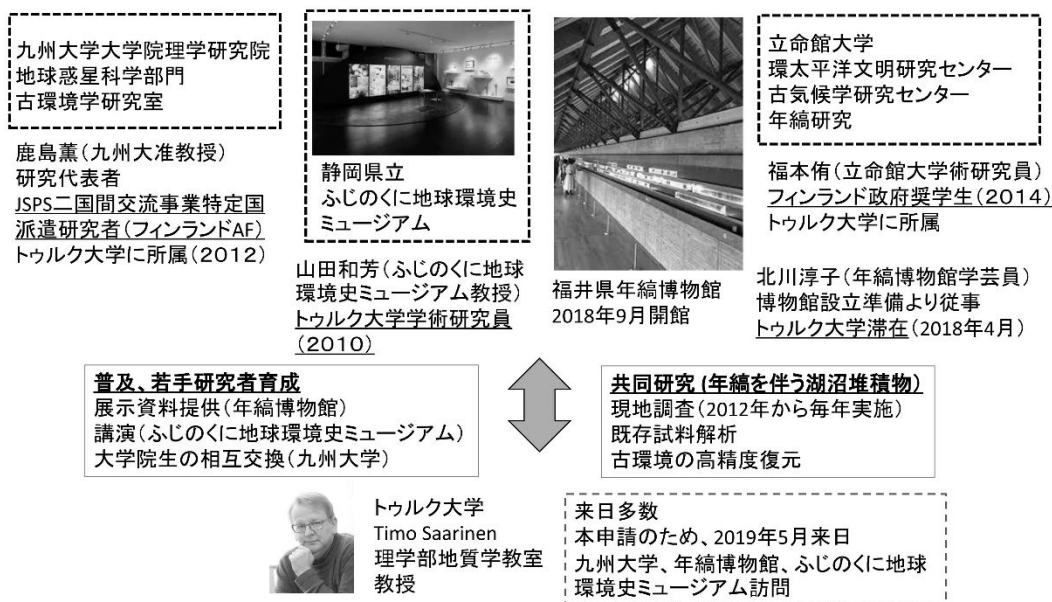 九州大学大学院理学研究院
地球惑星科学部門
古環境学研究室
鹿島薫(九州大准教授)
研究代表者
JSPS二国間交流事業特定国
派遣研究者(フィンランドAF)
トゥルク大学に所属(2012)
静岡県立
ふじのくに地球環境史
ミュージアム
山田和芳(ふじのくに地球
環境史ミュージアム教授)
トゥルク大学学術研究員
(2010)
福井県年縞博物館
2018年9月開館
立命館大学
環太平洋文明研究センター
古気候学研究センター
年縞研究
福本侑(立命館大学学術研究員)
フィンランド政府奨学生(2014)
トゥルク大学に所属
北川淳子(年縞博物館学芸員)
博物館設立準備より従事
トゥルク大学滞在(2018年4月)
普及、若手研究者育成
展示資料提供(年縞博物館)
講演(ふじのくに地球環境史ミュージアム)
大学院生の相互交換(九州大学)
共同研究 (年縞を伴う湖沼堆積物)
現地調査(2012年から毎年実施)
既存試料解析
古環境の高精度復元
トゥルク大学
Timo Saarinen
理学部地質学教室
教授
来日多数
本申請のため、2019年5月来日
九州大学、年縞博物館、ふじのくに地球
環境史ミュージアム訪問